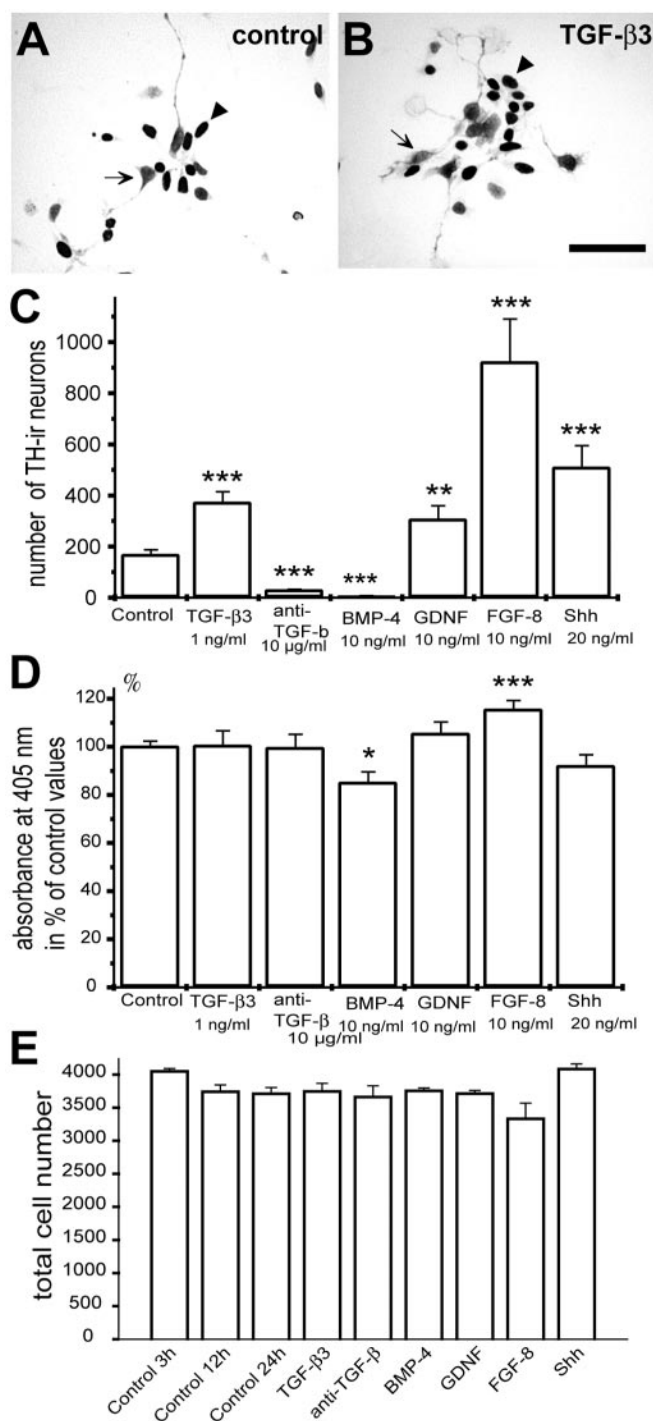 A control
B TGF-β3
C
number of TH-ir neurons
1000
800
600
400
200
0
***
***
***
**
***
***
Control TGF-β3 anti-TGF-b BMP-4 GDNF FGF-8 Shh
1 ng/ml 10 µg/ml 10 ng/ml 10 ng/ml 10 ng/ml 20 ng/ml
D
%
absorbance at 405 nm
in % of control values
120
100
80
60
40
20
0
*
***
Control TGF-β3 anti-TGF-β BMP-4 GDNF FGF-8 Shh
1 ng/ml 10 µg/ml 10 ng/ml 10 ng/ml 10 ng/ml 20 ng/ml
E
total cell number
4000
3500
3000
2500
2000
1500
1000
500
0
Control 3h
Control 12h
Control 24h
TGF-β3
anti-TGF-β
BMP-4
GDNF
FGF-8
Shh